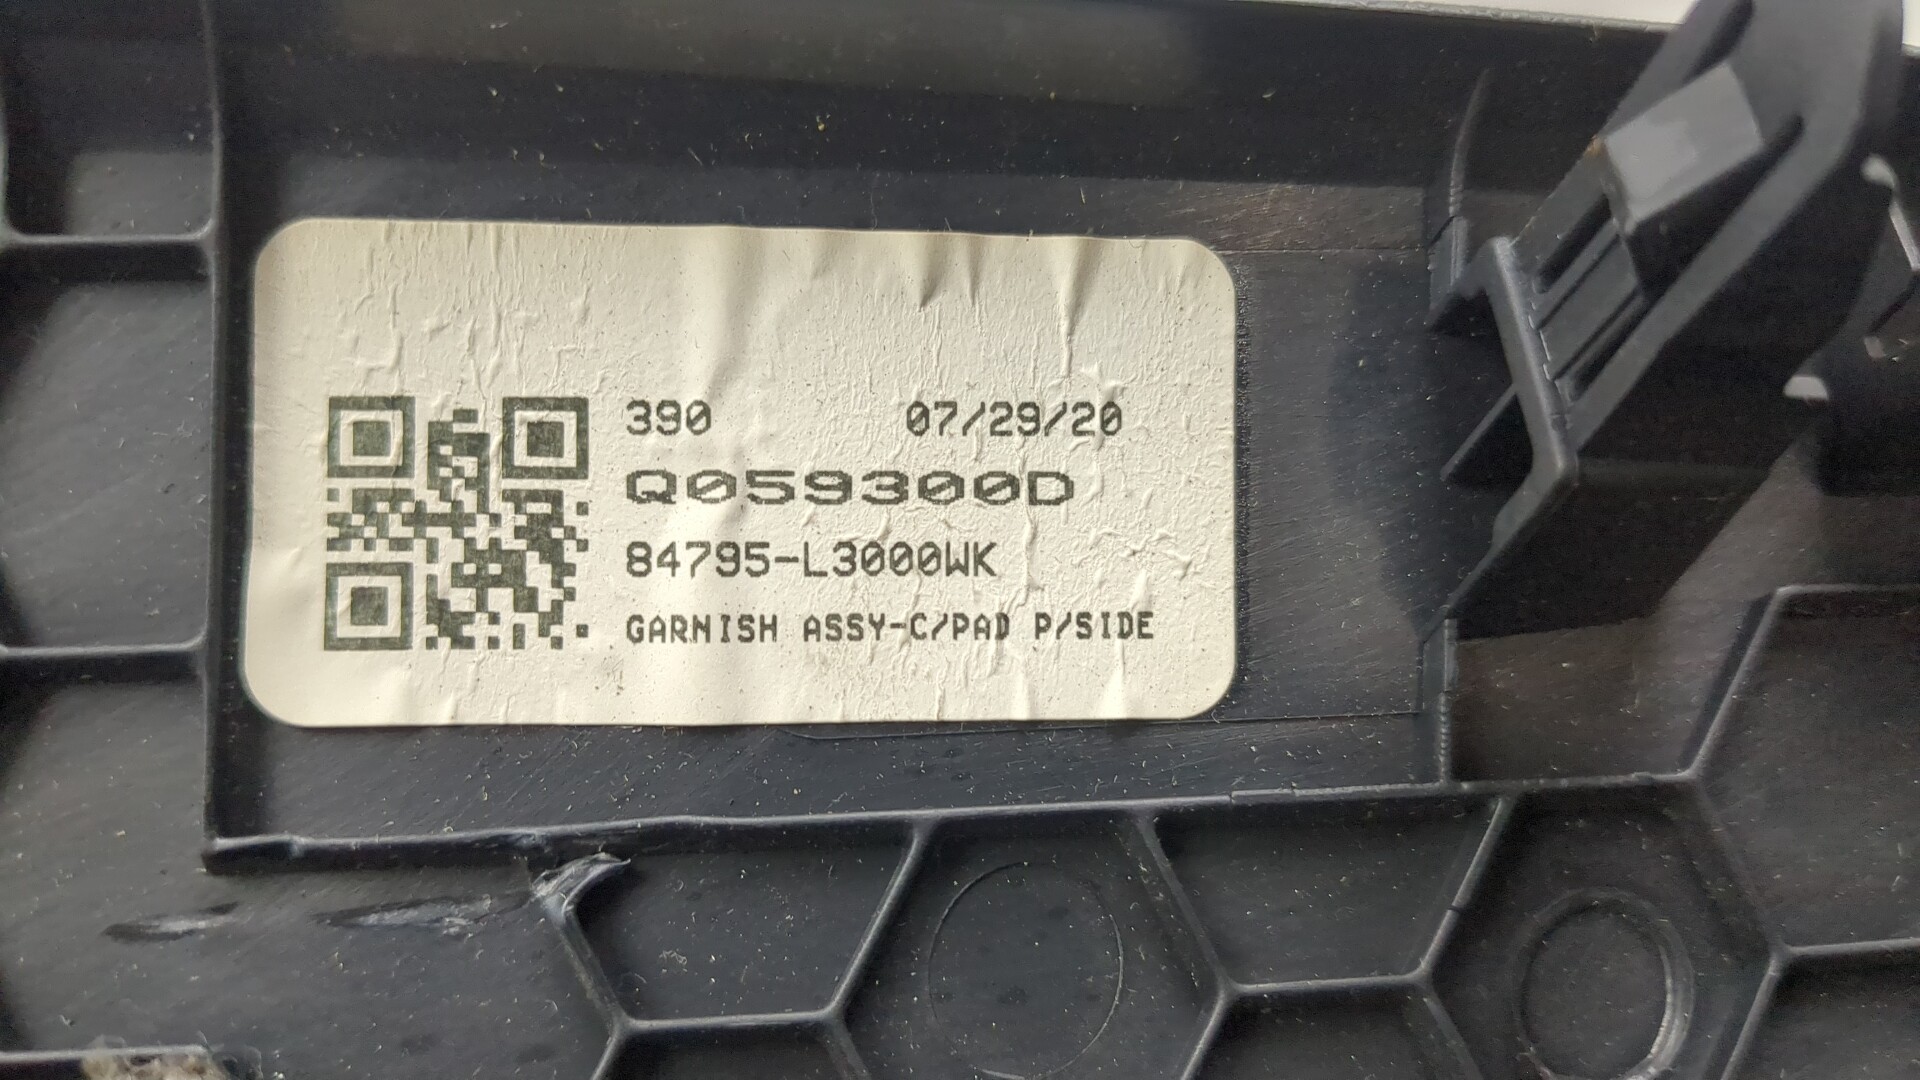 390 07/29/20
Q059300D
84795-L3000WK
GARNISH ASSY-C/PAD P/SIDE